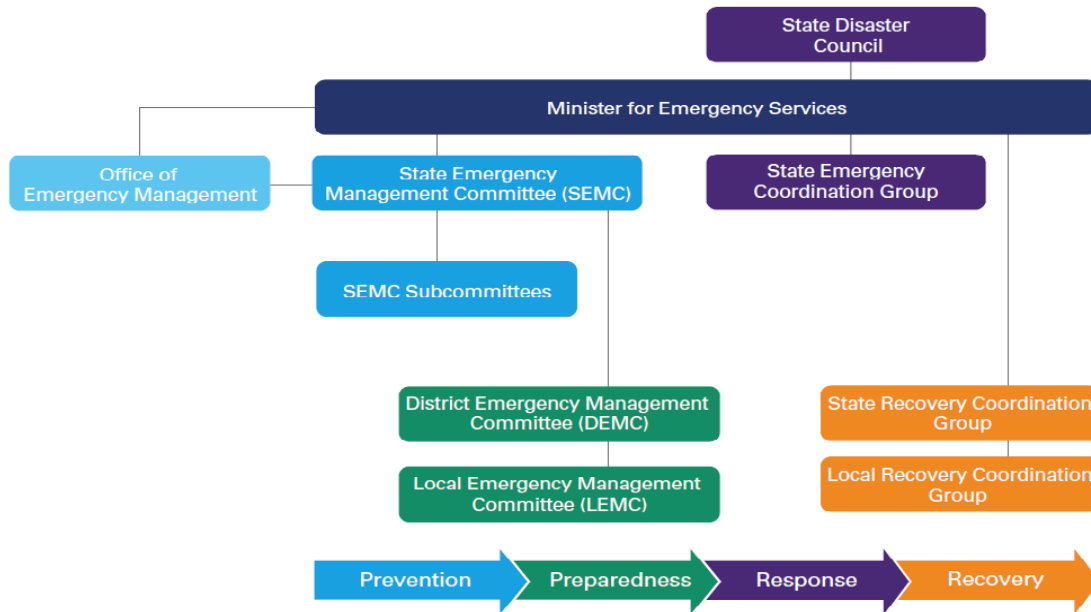 State Disaster
Council
Minister for Emergency Services
Office of
Emergency Management
State Emergency
Management Committee (SEMC)
State Emergency
Coordination Group
SEMC Subcommittees
District Emergency Management
Committee (DEMC)
State Recovery Coordination
Group
Local Emergency Management
Committee (LEMC)
Local Recovery Coordination
Group
Prevention
Preparedness
Response
Recovery